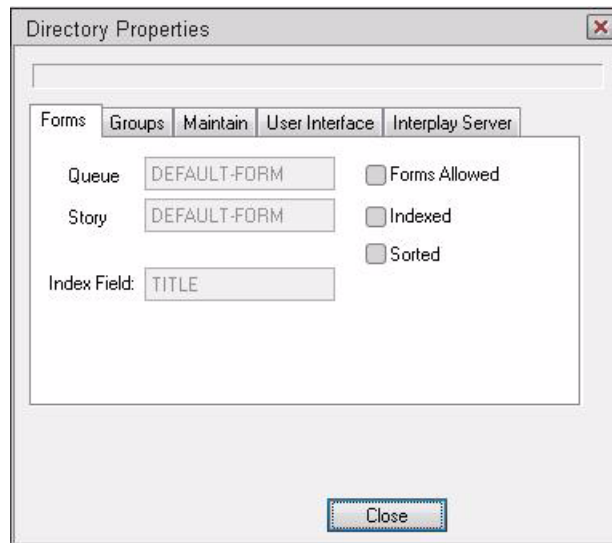 Directory Properties
Forms Groups Maintain User Interface Interplay Server
Queue DEFAULT-FORM Forms Allowed
Story DEFAULT-FORM Indexed
Sorted
Index Field: TITLE
Close